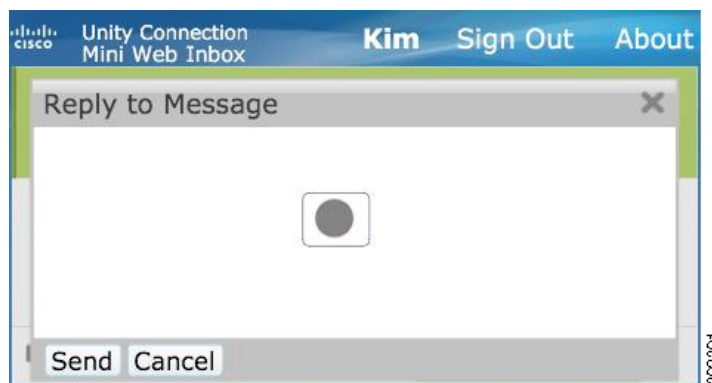 cisco
Unity Connection
Mini Web Inbox
Kim Sign Out About
Reply to Message
Send Cancel